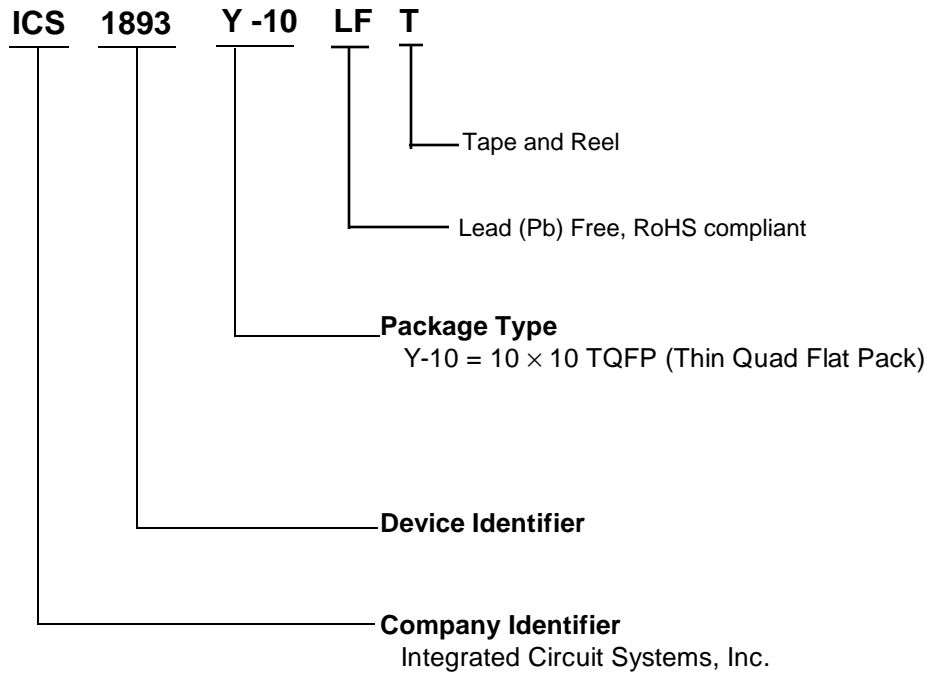 ICS 1893 Y -10 LF T
Tape and Reel
Lead (Pb) Free, RoHS compliant
Package Type
Y-10 = 10 × 10 TQFP (Thin Quad Flat Pack)
Device Identifier
Company Identifier
Integrated Circuit Systems, Inc.